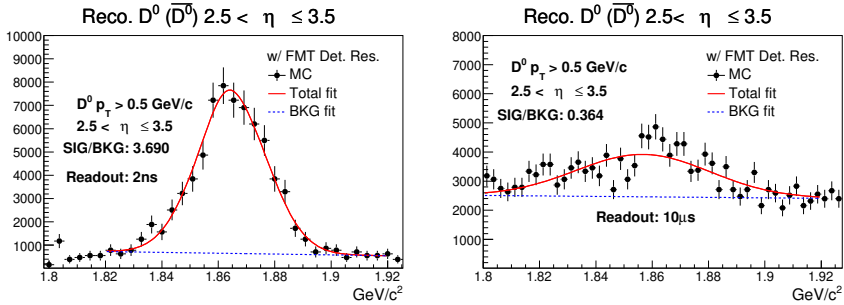 Reco. D⁰ (D̅⁰) 2.5< η ≤3.5
10000
9000
8000
7000
6000
5000
4000
3000
2000
1000
w/ FMT Det. Res.
MC
Total fit
BKG fit
D⁰ p_T > 0.5 GeV/c
2.5 < η ≤ 3.5
SIG/BKG: 3.690
Readout: 2ns
1.8 1.82 1.84 1.86 1.88 1.9 1.92
GeV/c²
Reco. D⁰ (D̅⁰) 2.5< η ≤3.5
8000
7000
6000
5000
4000
3000
2000
1000
w/ FMT Det. Res.
MC
Total fit
BKG fit
D⁰ p_T > 0.5 GeV/c
2.5 < η ≤ 3.5
SIG/BKG: 0.364
Readout: 10μs
1.8 1.82 1.84 1.86 1.88 1.9 1.92
GeV/c²